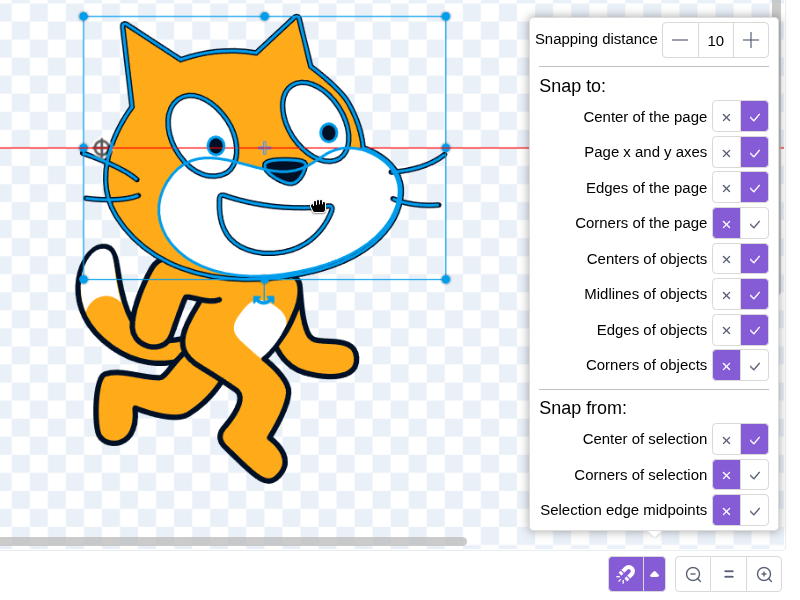 Snapping distance 10
Snap to:
Center of the page
Page x and y axes
Edges of the page
Corners of the page
Centers of objects
Midlines of objects
Edges of objects
Corners of objects
Snap from:
Center of selection
Corners of selection
Selection edge midpoints